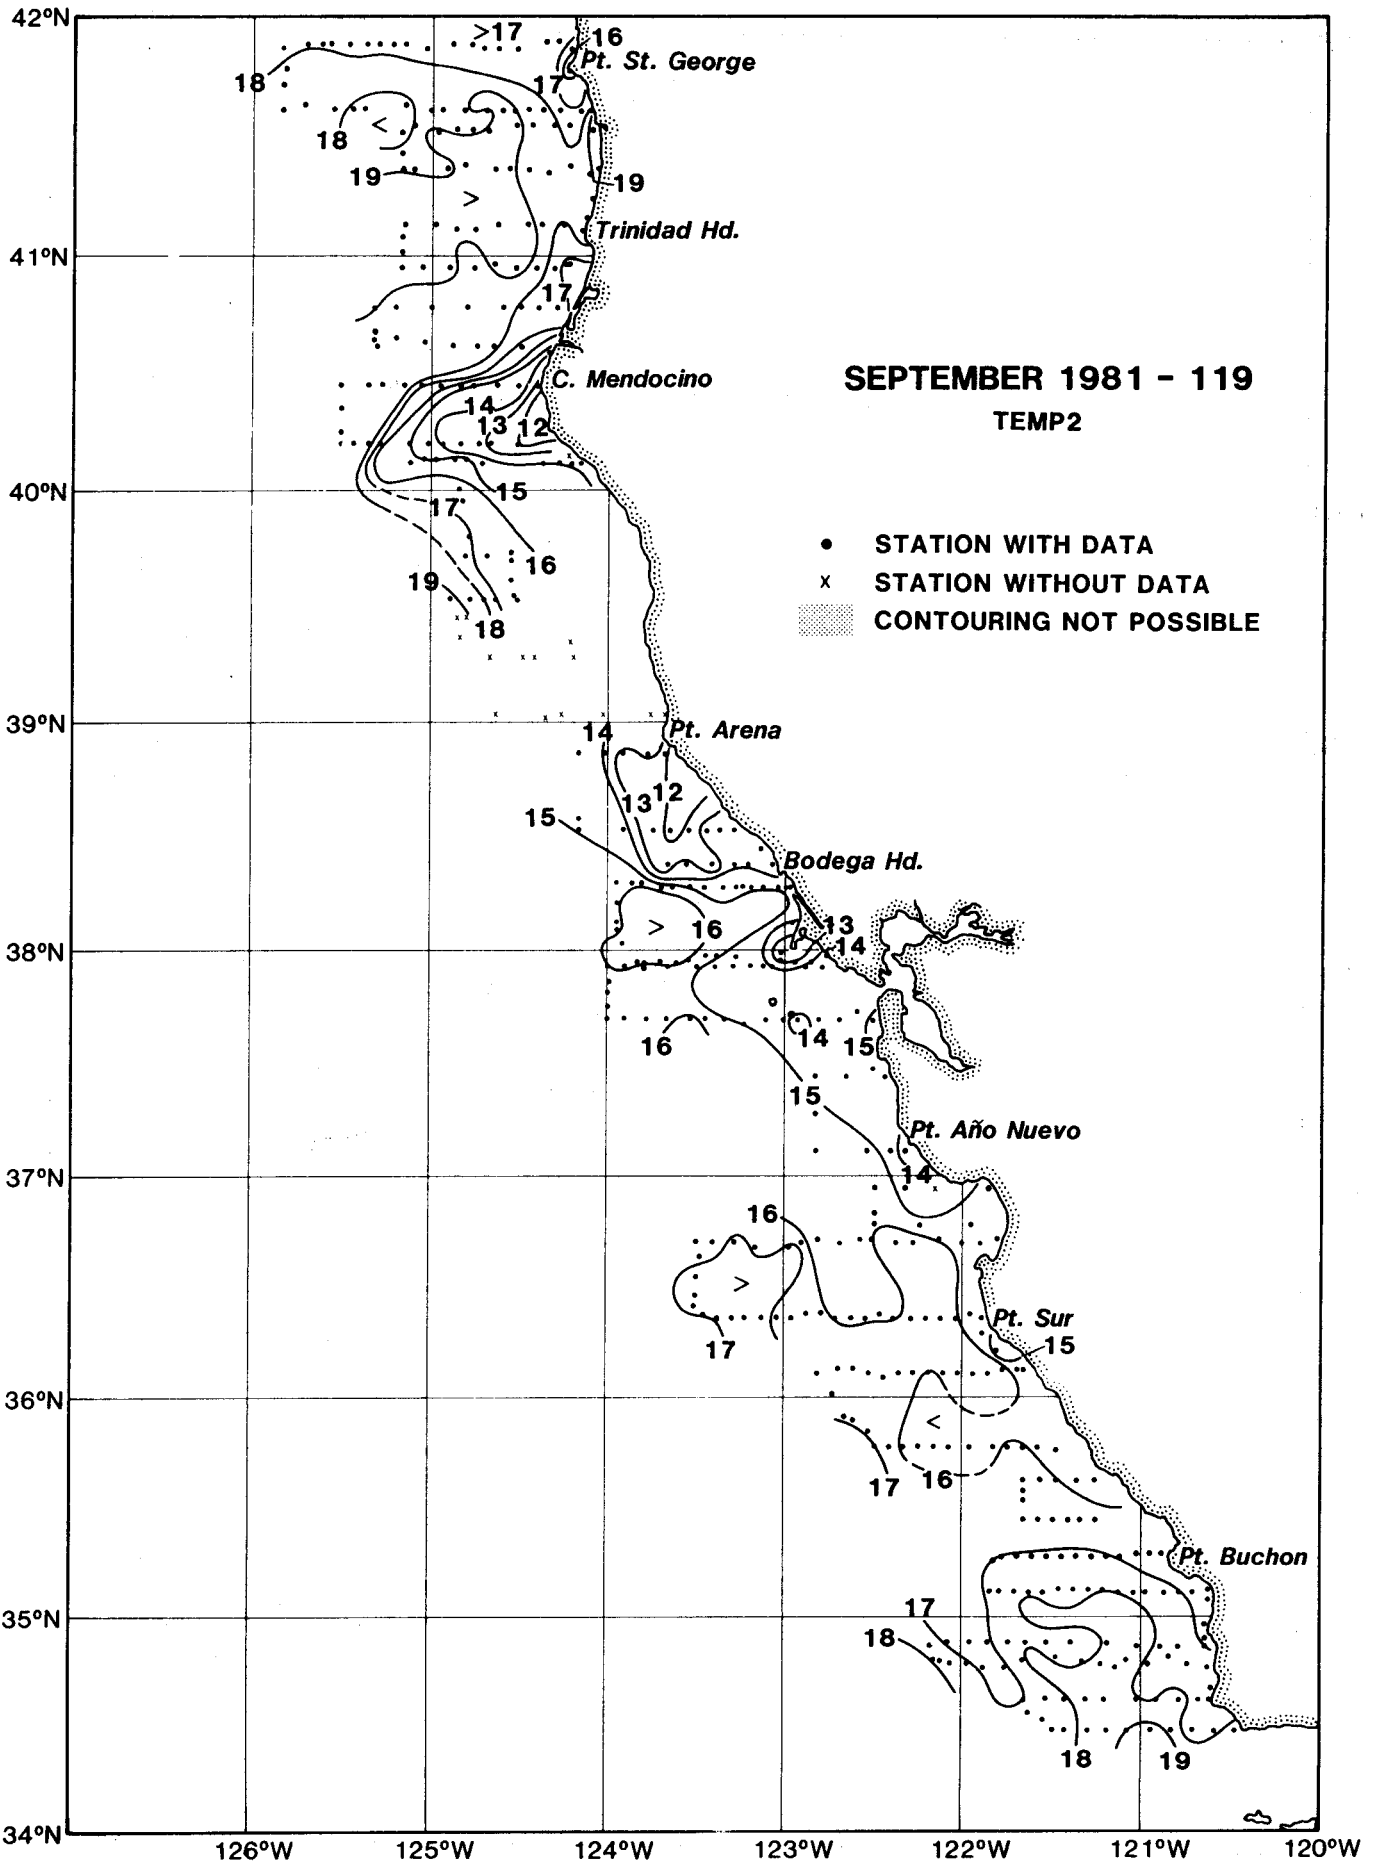 42°N
>17
16
Pt. St. George
18
17
18
<
19
19
>
Trinidad Hd.
41°N
17
C. Mendocino
SEPTEMBER 1981 - 119
TEMP2
14
13
12
15
40°N
17
16
19
18
• STATION WITH DATA
x STATION WITHOUT DATA
CONTOURING NOT POSSIBLE
39°N
14
Pt. Arena
13
12
15
Bodega Hd.
>
16
13
14
38°N
16
14
15
15
Pt. Año Nuevo
14
37°N
16
>
17
Pt. Sur
15
36°N
<
17
16
Pt. Buchon
35°N
17
18
18
19
34°N
126°W
125°W
124°W
123°W
122°W
121°W
120°W